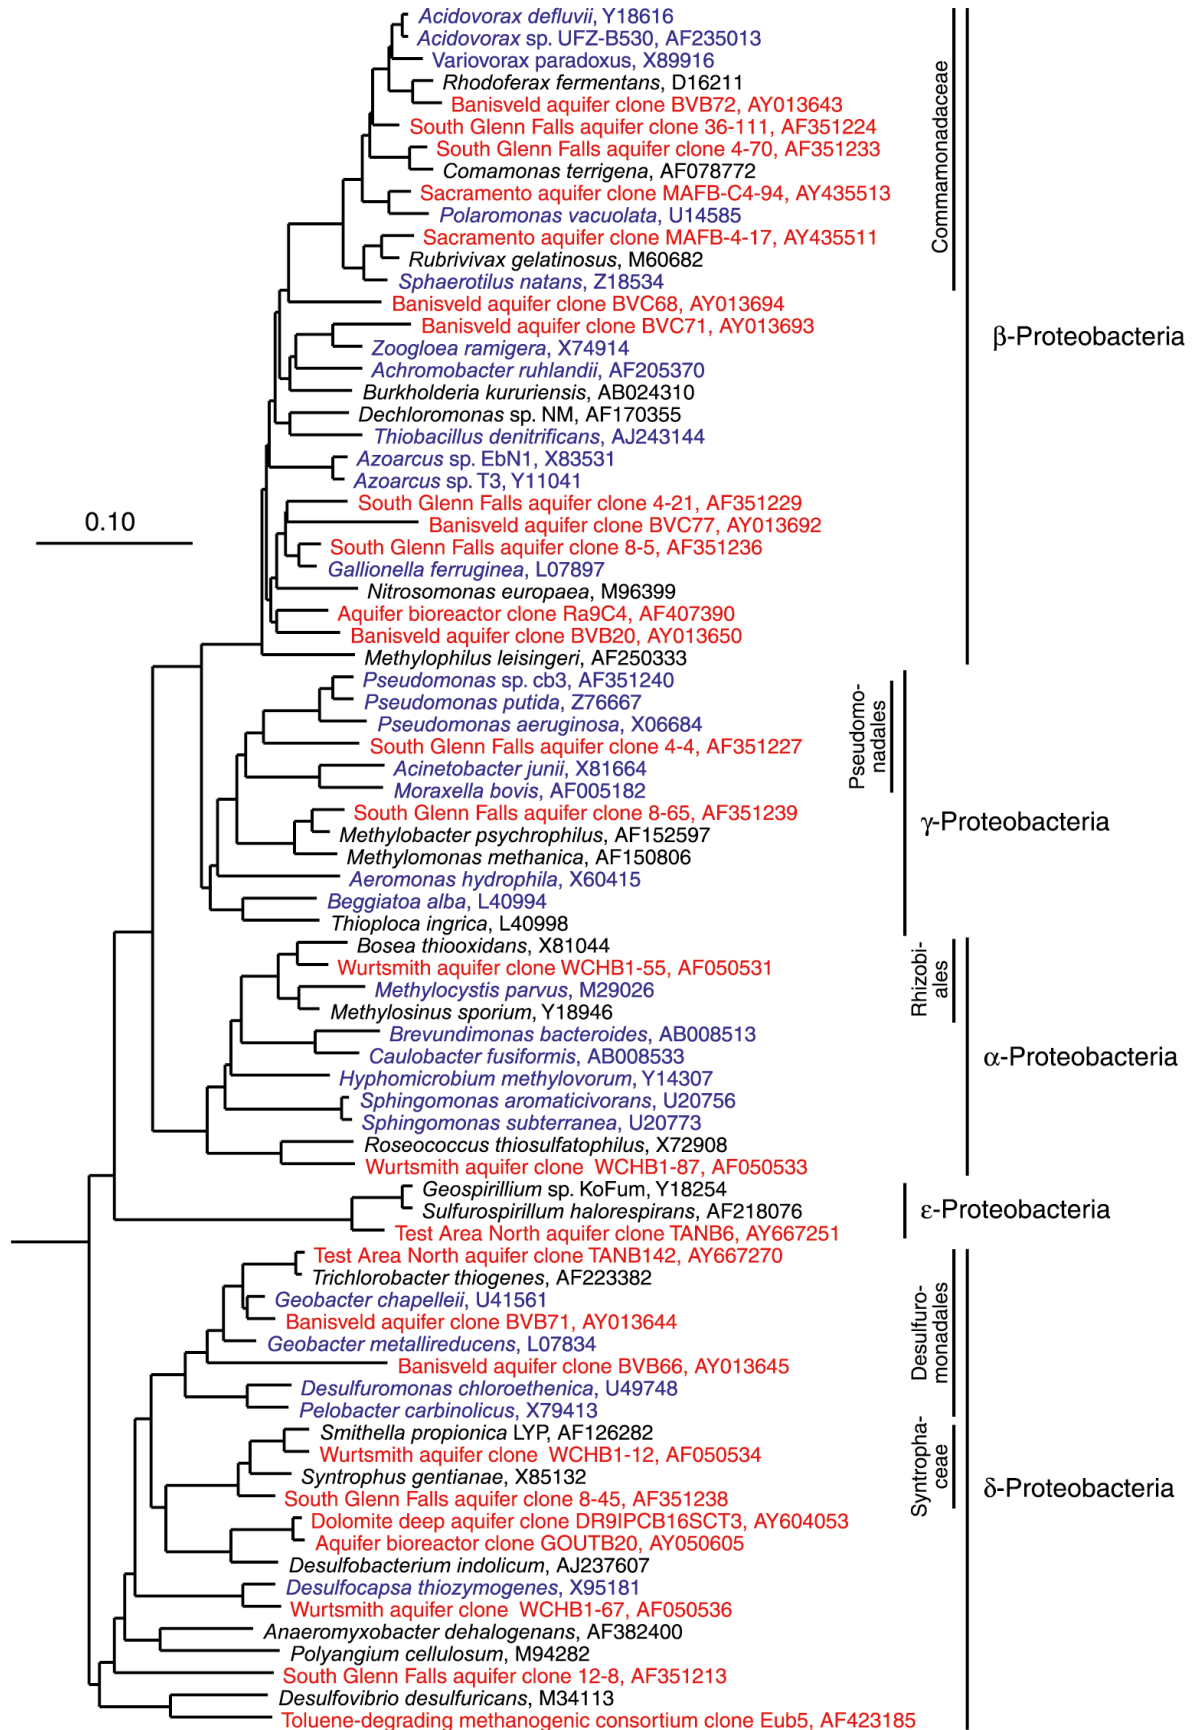 Acidovorax defluvii, Y18616
Acidovorax sp. UFZ-B530, AF235013
Variovorax paradoxus, X89916
Rhodoferax fermentans, D16211
Banisveld aquifer clone BVB72, AY013643
South Glenn Falls aquifer clone 36-111, AF351224
South Glenn Falls aquifer clone 4-70, AF351233
Comamonas terrigena, AF078772
Sacramento aquifer clone MAFB-C4-94, AY435513
Polaromonas vacuolata, U14585
Sacramento aquifer clone MAFB-4-17, AY435511
Rubrivivax gelatinosus, M60682
Sphaerotilus natans, Z18534
Commamonadaceae
Banisveld aquifer clone BVC68, AY013694
Banisveld aquifer clone BVC71, AY013693
β-Proteobacteria
Zoogloea ramigera, X74914
Achromobacter ruhlandii, AF205370
Burkholderia kururiensis, AB024310
Dechloromonas sp. NM, AF170355
Thiobacillus denitrificans, AJ243144
Azoarcus sp. EbN1, X83531
Azoarcus sp. T3, Y11041
South Glenn Falls aquifer clone 4-21, AF351229
0.10
Banisveld aquifer clone BVC77, AY013692
South Glenn Falls aquifer clone 8-5, AF351236
Gallionella ferruginea, L07897
Nitrosomonas europaea, M96399
Aquifer bioreactor clone Ra9C4, AF407390
Banisveld aquifer clone BVB20, AY013650
Methylophilus leisingeri, AF250333
Pseudomonas sp. cb3, AF351240
Pseudomonas putida, Z76667
Pseudomonas aeruginosa, X06684
South Glenn Falls aquifer clone 4-4, AF351227
Acinetobacter junii, X81664
Moraxella bovis, AF005182
Pseudomo-
nadales
South Glenn Falls aquifer clone 8-65, AF351239
γ-Proteobacteria
Methylobacter psychrophilus, AF152597
Methylomonas methanica, AF150806
Aeromonas hydrophila, X60415
Beggiatoa alba, L40994
Thioploca ingrica, L40998
Bosea thiooxidans, X81044
Wurtsmith aquifer clone WCHB1-55, AF050531
Methylocystis parvus, M29026
Methylosinus sporium, Y18946
Rhizobi-
ales
Brevundimonas bacteroides, AB008513
Caulobacter fusiformis, AB008533
α-Proteobacteria
Hyphomicrobium methylovorum, Y14307
Sphingomonas aromaticivorans, U20756
Sphingomonas subterranea, U20773
Roseococcus thiosulfatophilus, X72908
Wurtsmith aquifer clone WCHB1-87, AF050533
Geospirillium sp. KoFum, Y18254
Sulfurospirillum halorespirans, AF218076
ε-Proteobacteria
Test Area North aquifer clone TANB6, AY667251
Test Area North aquifer clone TANB142, AY667270
Trichlorobacter thiogenes, AF223382
Geobacter chapelleii, U41561
Banisveld aquifer clone BVB71, AY013644
Geobacter metallireducens, L07834
Banisveld aquifer clone BVB66, AY013645
Desulfuromonas chloroethenica, U49748
Pelobacter carbinolicus, X79413
Desulfuro-
monadales
Smithella propionica LYP, AF126282
Wurtsmith aquifer clone WCHB1-12, AF050534
Syntrophus gentianae, X85132
South Glenn Falls aquifer clone 8-45, AF351238
Syntropha-
ceae
δ-Proteobacteria
Dolomite deep aquifer clone DR9IPCB16SCT3, AY604053
Aquifer bioreactor clone GOUTB20, AY050605
Desulfobacterium indolicum, AJ237607
Desulfocapsa thiozymogenes, X95181
Wurtsmith aquifer clone WCHB1-67, AF050536
Anaeromyxobacter dehalogenans, AF382400
Polyangium cellulosum, M94282
South Glenn Falls aquifer clone 12-8, AF351213
Desulfovibrio desulfuricans, M34113
Toluene-degrading methanogenic consortium clone Eub5, AF423185